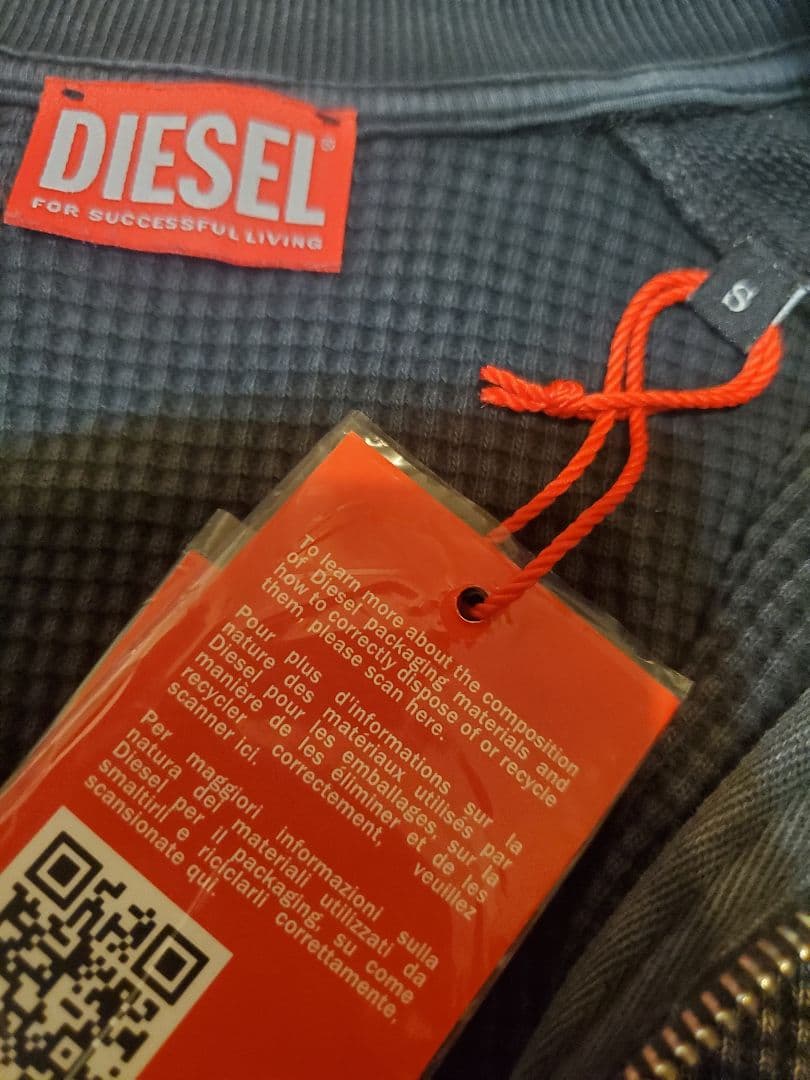 DIESEL®
FOR SUCCESSFUL LIVING
S
To learn more about the composition
of Diesel packaging materials and
how to correctly dispose of or recycle
them, please scan here.
Pour plus d'informations sur la
nature des matériaux utilisés par
Diesel pour les emballages, sur la
manière de les éliminer et de les
recycler correctement, veuillez
scanner ici.
Per maggiori informazioni sulla
natura dei materiali utilizzati da
Diesel per il packaging, su come
smaltirli e riciclarli correttamente,
scansionate qui.